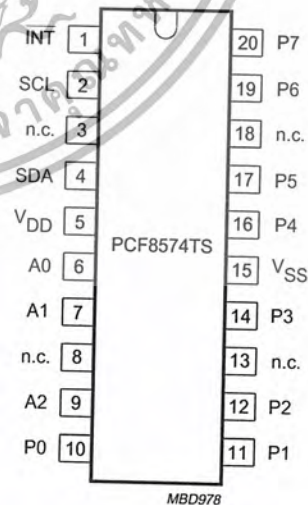 INT 1 20 P7
SCL 2 19 P6
n.c. 3 18 n.c.
SDA 4 17 P5
VDD 5 16 P4
PCF8574TS
A0 6 15 VSS
A1 7 14 P3
n.c. 8 13 n.c.
A2 9 12 P2
P0 10 11 P1
MBD978